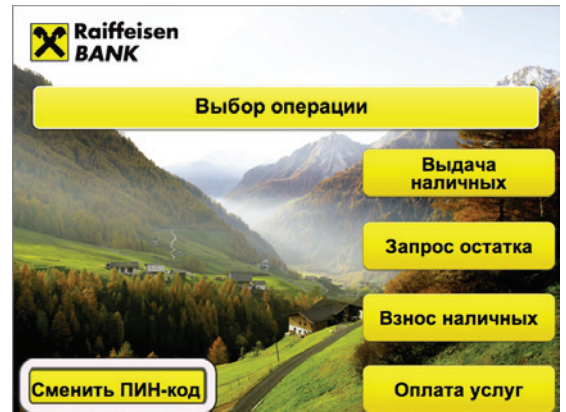 Raiffeisen
BANK
Выбор операции
Выдача
наличных
Запрос остатка
Взнос наличных
Сменить ПИН-код
Оплата услуг